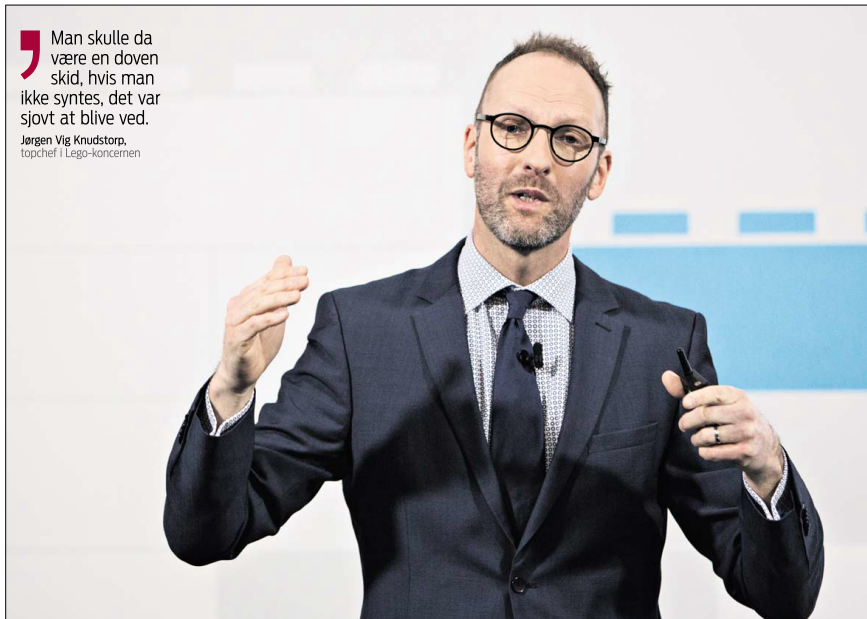 Man skulle da
være en doven
skid, hvis man
ikke syntes, det var
sjovt at blive ved.
Jørgen Vig Knudstorp,
topchef i Lego-koncernen